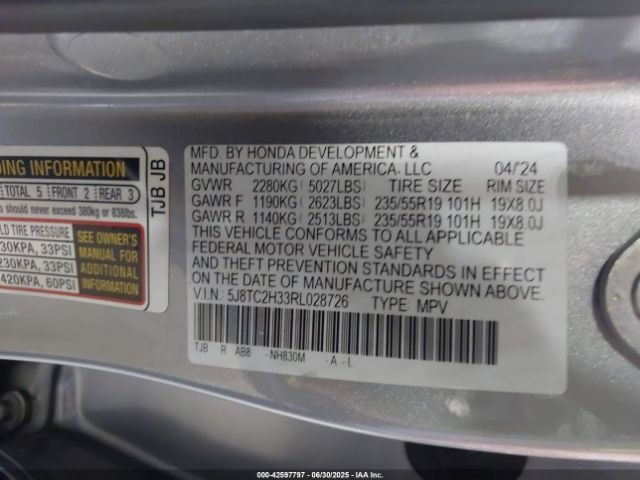 DING INFORMATION
TOTAL 5 FRONT 2 REAR 3
should never exceed 380kg or 838lbs.
LD TIRE PRESSURE
30KPA, 33PSI
230KPA, 33PSI
420KPA, 60PSI
SEE OWNER'S
MANUAL FOR
ADDITIONAL
INFORMATION
TJB JB
MFD. BY HONDA DEVELOPMENT &
MANUFACTURING OF AMERICA, LLC 04/24
GVWR 2280KG (5027LBS) TIRE SIZE RIM SIZE
GAWR F 1190KG (2623LBS) 235/55R19 101H 19X8.0J
GAWR R 1140KG (2513LBS) 235/55R19 101H 19X8.0J
THIS VEHICLE CONFORMS TO ALL APPLICABLE
FEDERAL MOTOR VEHICLE SAFETY
AND THEFT PREVENTION STANDARDS IN EFFECT
ON THE DATE OF MANUFACTURE SHOWN ABOVE.
V.I.N.: 5J8TC2H33RL028726 TYPE: MPV
TJB R AB8 -NH830M -A -L
00-42597797 - 06/30/2025 - IAAI.COM